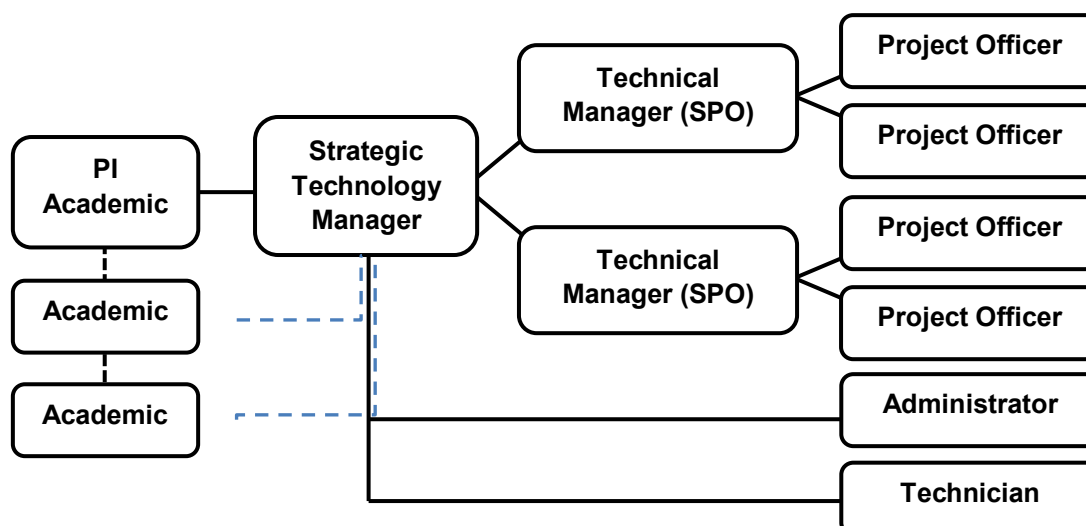 PI
Academic
Academic
Academic
Strategic
Technology
Manager
Technical
Manager (SPO)
Technical
Manager (SPO)
Project Officer
Project Officer
Project Officer
Project Officer
Administrator
Technician